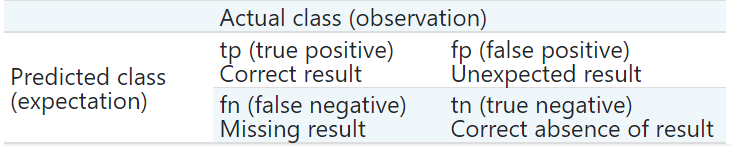 Actual class (observation)
tp (true positive) fp (false positive)
Correct result Unexpected result
Predicted class
(expectation)
fn (false negative) tn (true negative)
Missing result Correct absence of result